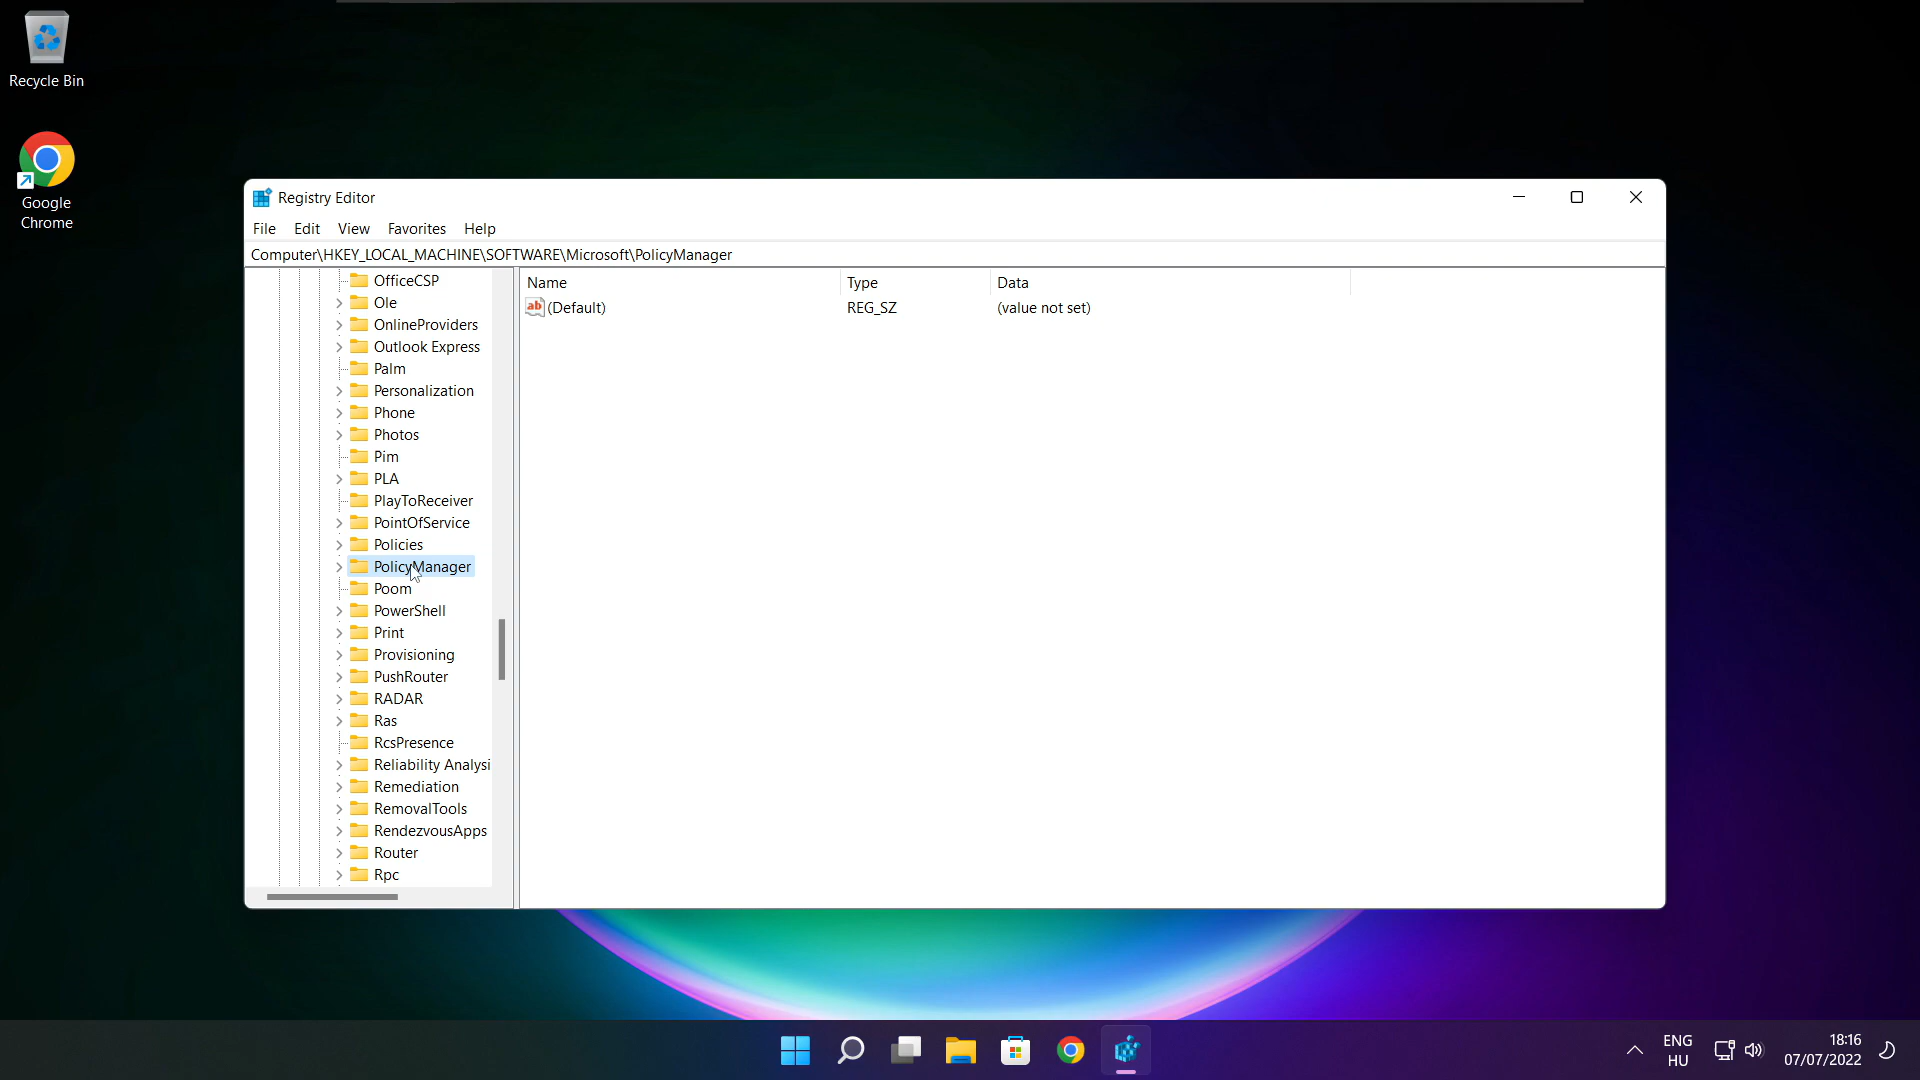 Recycle Bin
Google
Chrome
Registry Editor
File Edit View Favorites Help
Computer\HKEY_LOCAL_MACHINE\SOFTWARE\Microsoft\PolicyManager
OfficeCSP
Ole
OnlineProviders
Outlook Express
Palm
Personalization
Phone
Photos
Pim
PLA
PlayToReceiver
PointOfService
Policies
PolicyManager
Poom
PowerShell
Print
Provisioning
PushRouter
RADAR
Ras
RcsPresence
Reliability Analysi
Remediation
RemovalTools
RendezvousApps
Router
Rpc
Name Type Data
ab (Default) REG_SZ (value not set)
ENG
HU
18:16
07/07/2022